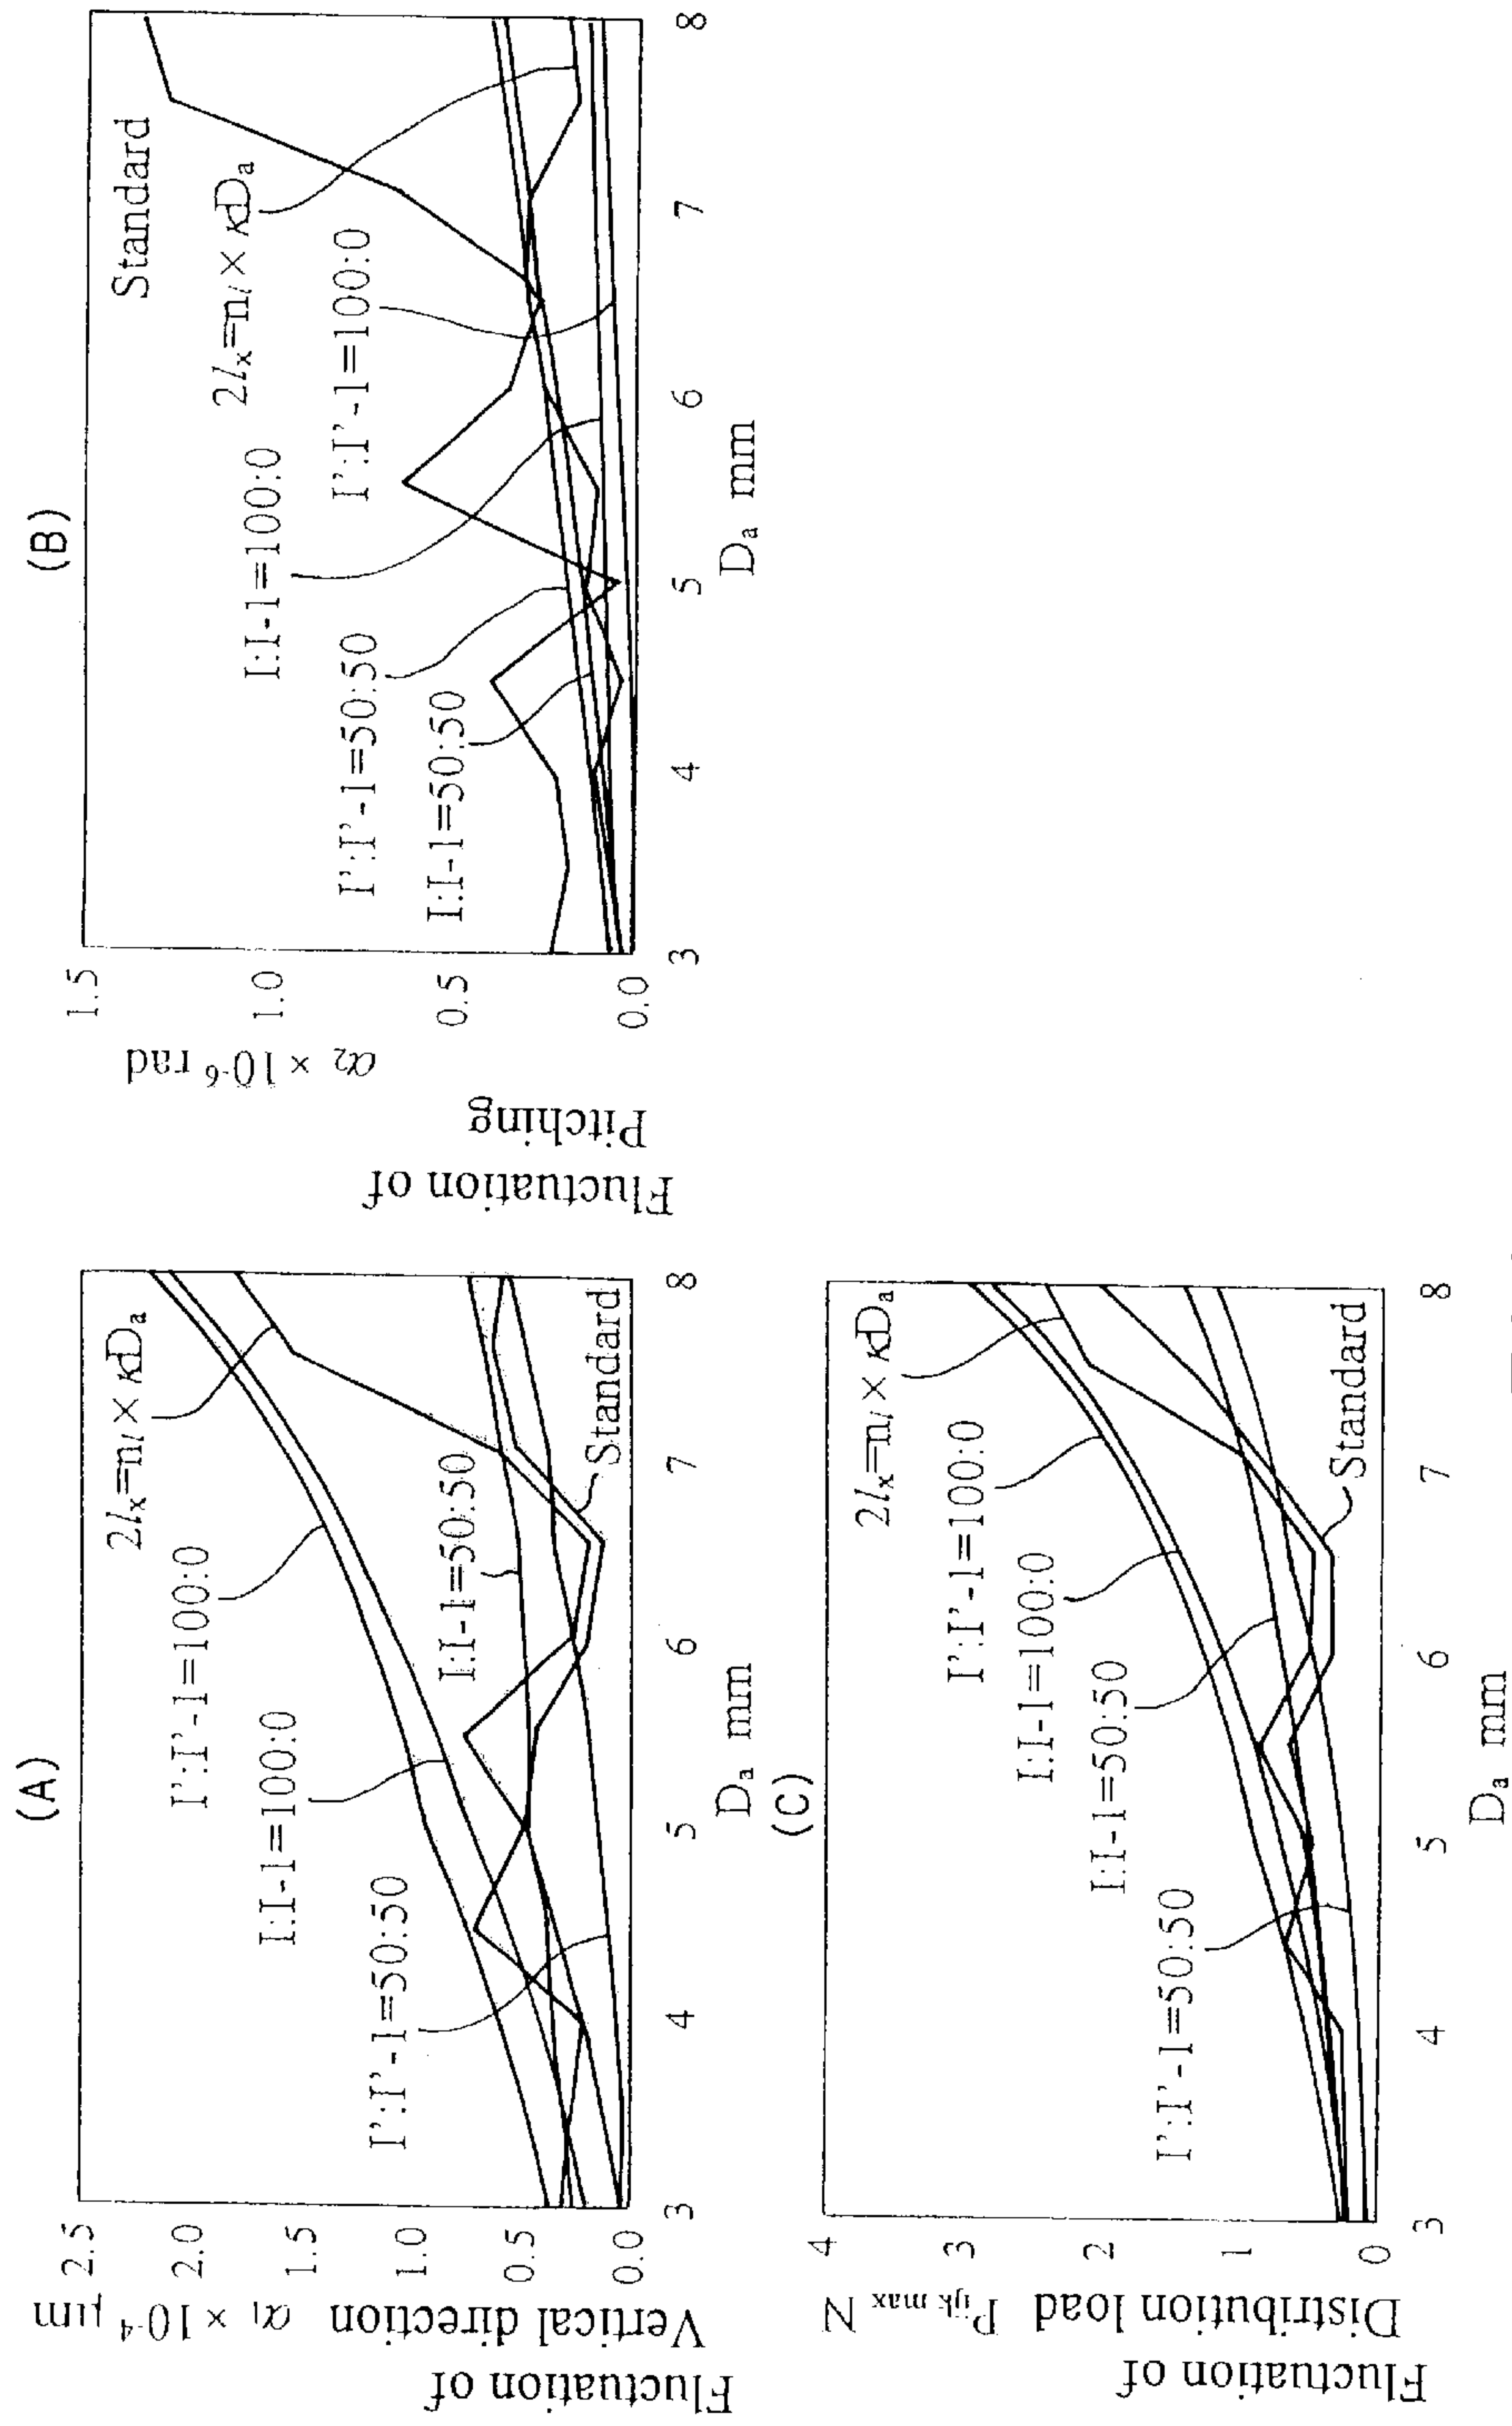 (A)
Fluctuation of
Vertical direction α₁ × 10⁻⁴ μm
2.5
2.0
1.5
1.0
0.5
0.0
2lₓ=n_l × κDₐ
I':I'-1=100:0
I:I-1=100:0
I':I'-1=50:50
I:I-1=50:50
Standard
3 4 5 6 7 8
Dₐ mm
(B)
Fluctuation of
Pitching
α₂ × 10⁻⁶ rad
1.5
1.0
0.5
0.0
Standard
2lₓ=n_l × κDₐ
I:I-1=100:0
I':I'-1=100:0
I':I'-1=50:50
I:I-1=50:50
3 4 5 6 7 8
Dₐ mm
(C)
Fluctuation of
Distribution load P_ijk max N
4
3
2
1
0
2lₓ=n_l × κDₐ
I':I'-1=100:0
I:I-1=100:0
I:I-1=50:50
I':I'-1=50:50
Standard
3 4 5 6 7 8
Dₐ mm